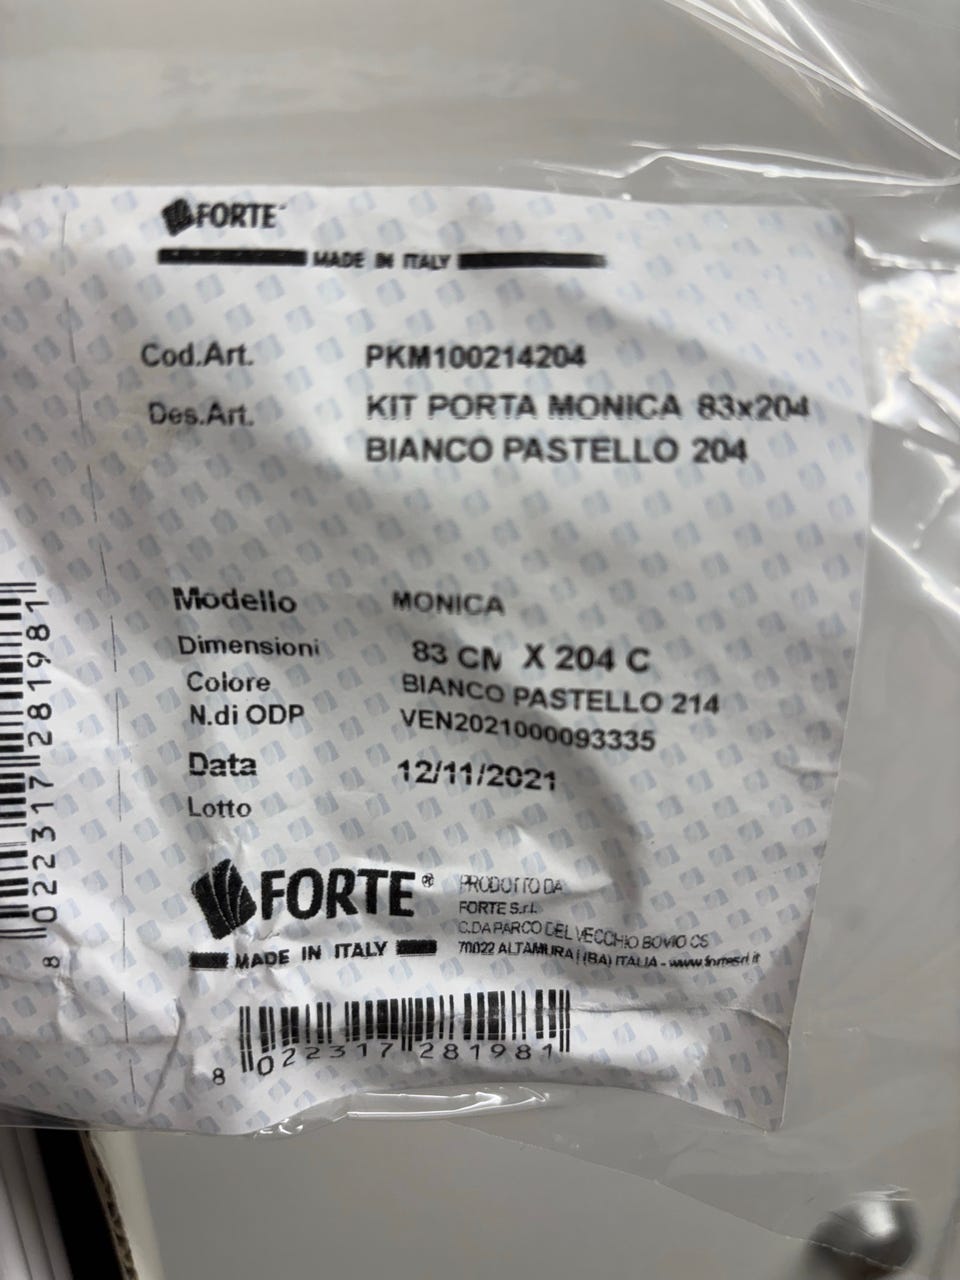 FORTE
MADE IN ITALY
Cod.Art. PKM100214204
Des.Art. KIT PORTA MONICA 83x204
BIANCO PASTELLO 204
Modello MONICA
Dimensioni 83 CM X 204 C
Colore BIANCO PASTELLO 214
N.di ODP VEN2021000093335
Data 12/11/2021
Lotto
FORTE ®
MADE IN ITALY
PRODOTTO DA
FORTE S.r.l.
C.DA PARCO DEL VECCHIO BOVIO CS
70022 ALTAMURA (BA) ITALIA - www.fortesrl.it
8 022317 281981
8 022317 281981